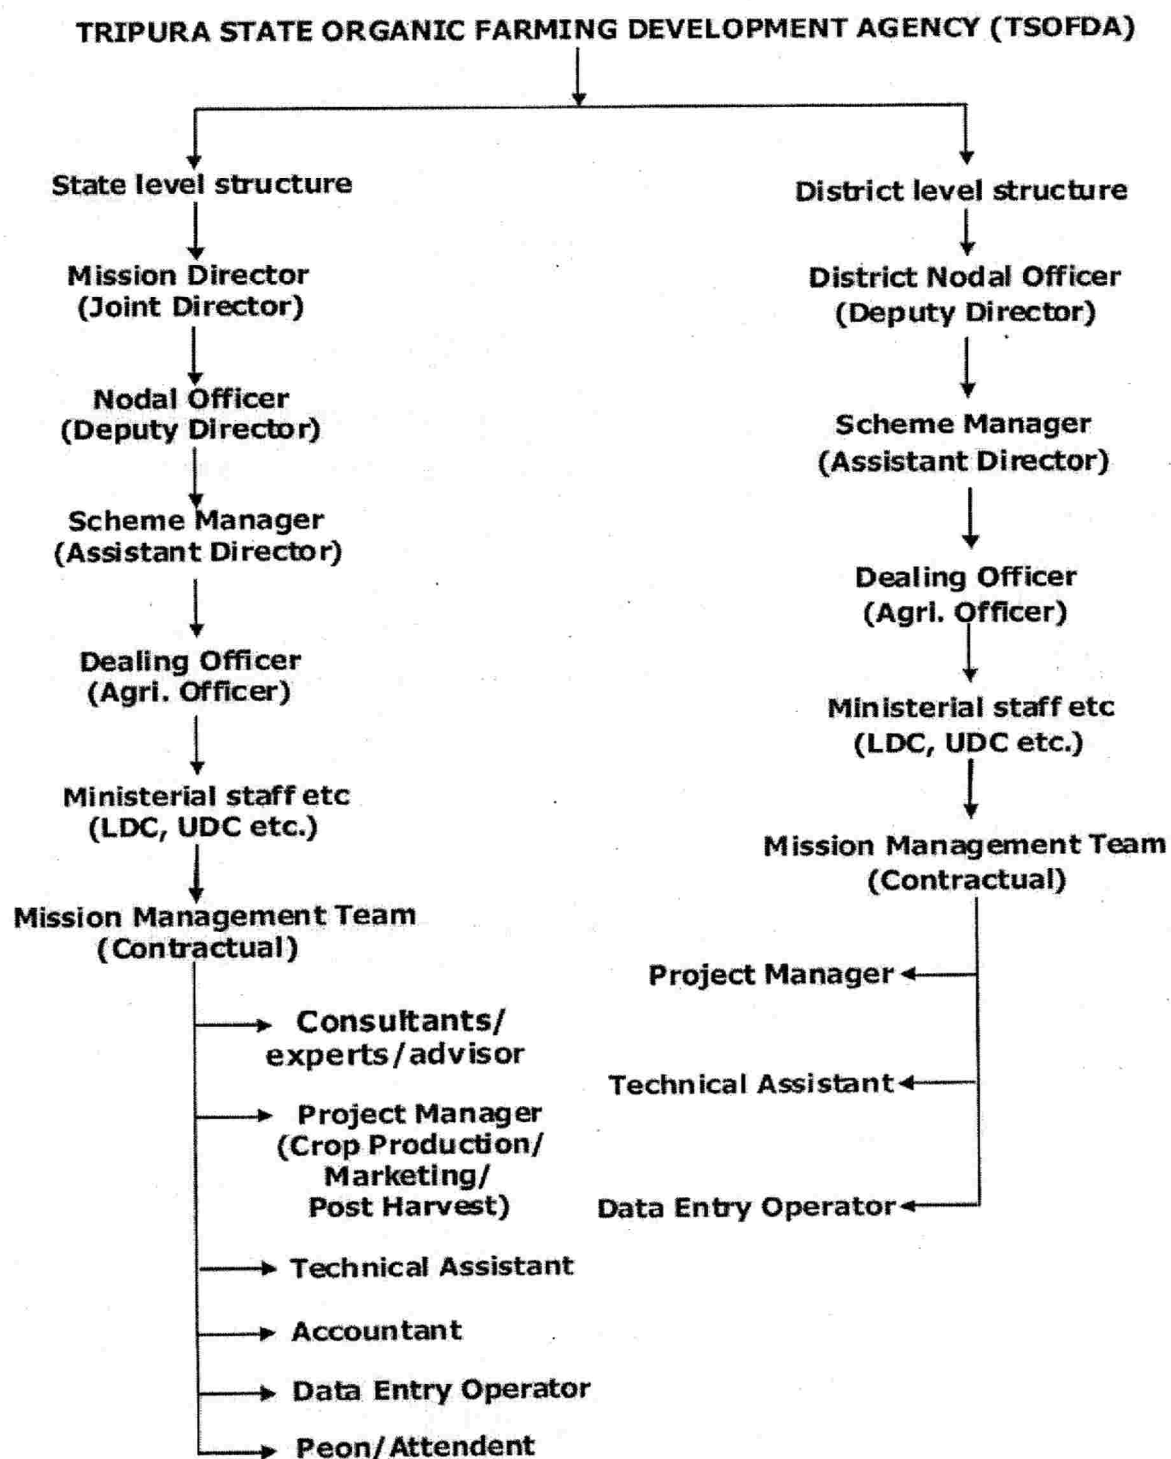 TRIPURA STATE ORGANIC FARMING DEVELOPMENT AGENCY (TSOFDA)
State level structure
Mission Director
(Joint Director)
Nodal Officer
(Deputy Director)
Scheme Manager
(Assistant Director)
Dealing Officer
(Agri. Officer)
Ministerial staff etc
(LDC, UDC etc.)
Mission Management Team
(Contractual)
Consultants/
experts/advisor
Project Manager
(Crop Production/
Marketing/
Post Harvest)
Technical Assistant
Accountant
Data Entry Operator
Peon/Attendent
District level structure
District Nodal Officer
(Deputy Director)
Scheme Manager
(Assistant Director)
Dealing Officer
(Agri. Officer)
Ministerial staff etc
(LDC, UDC etc.)
Mission Management Team
(Contractual)
Project Manager
Technical Assistant
Data Entry Operator